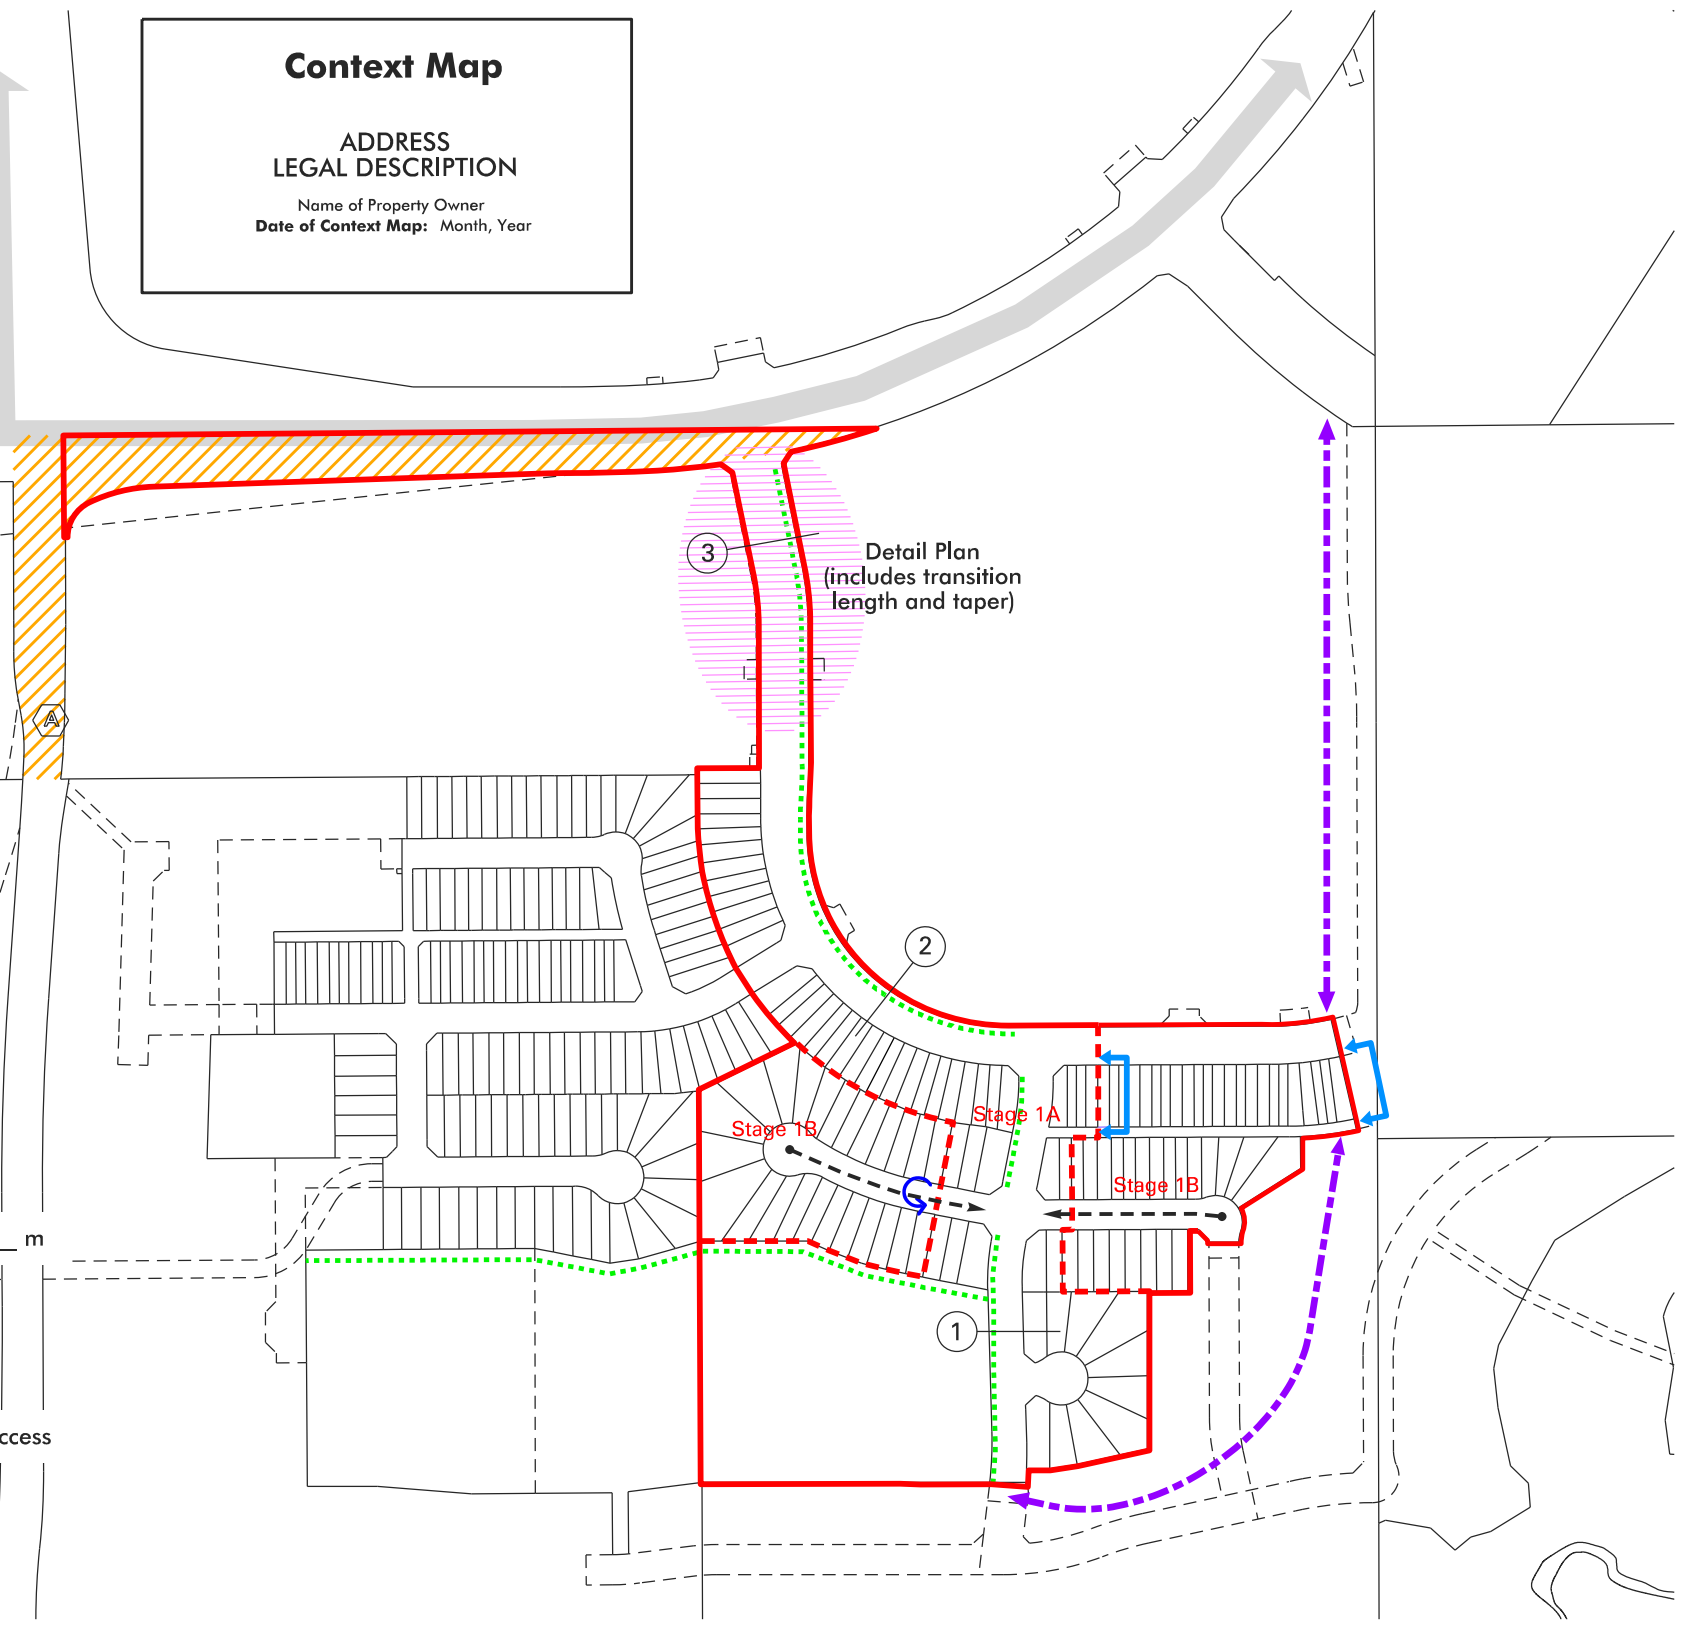 Context Map
ADDRESS
LEGAL DESCRIPTION
Name of Property Owner
Date of Context Map: Month, Year
3
Detail Plan
(includes transition
length and taper)
A
2
Stage 1A
Stage 1B
Stage 1B
m
1
ccess